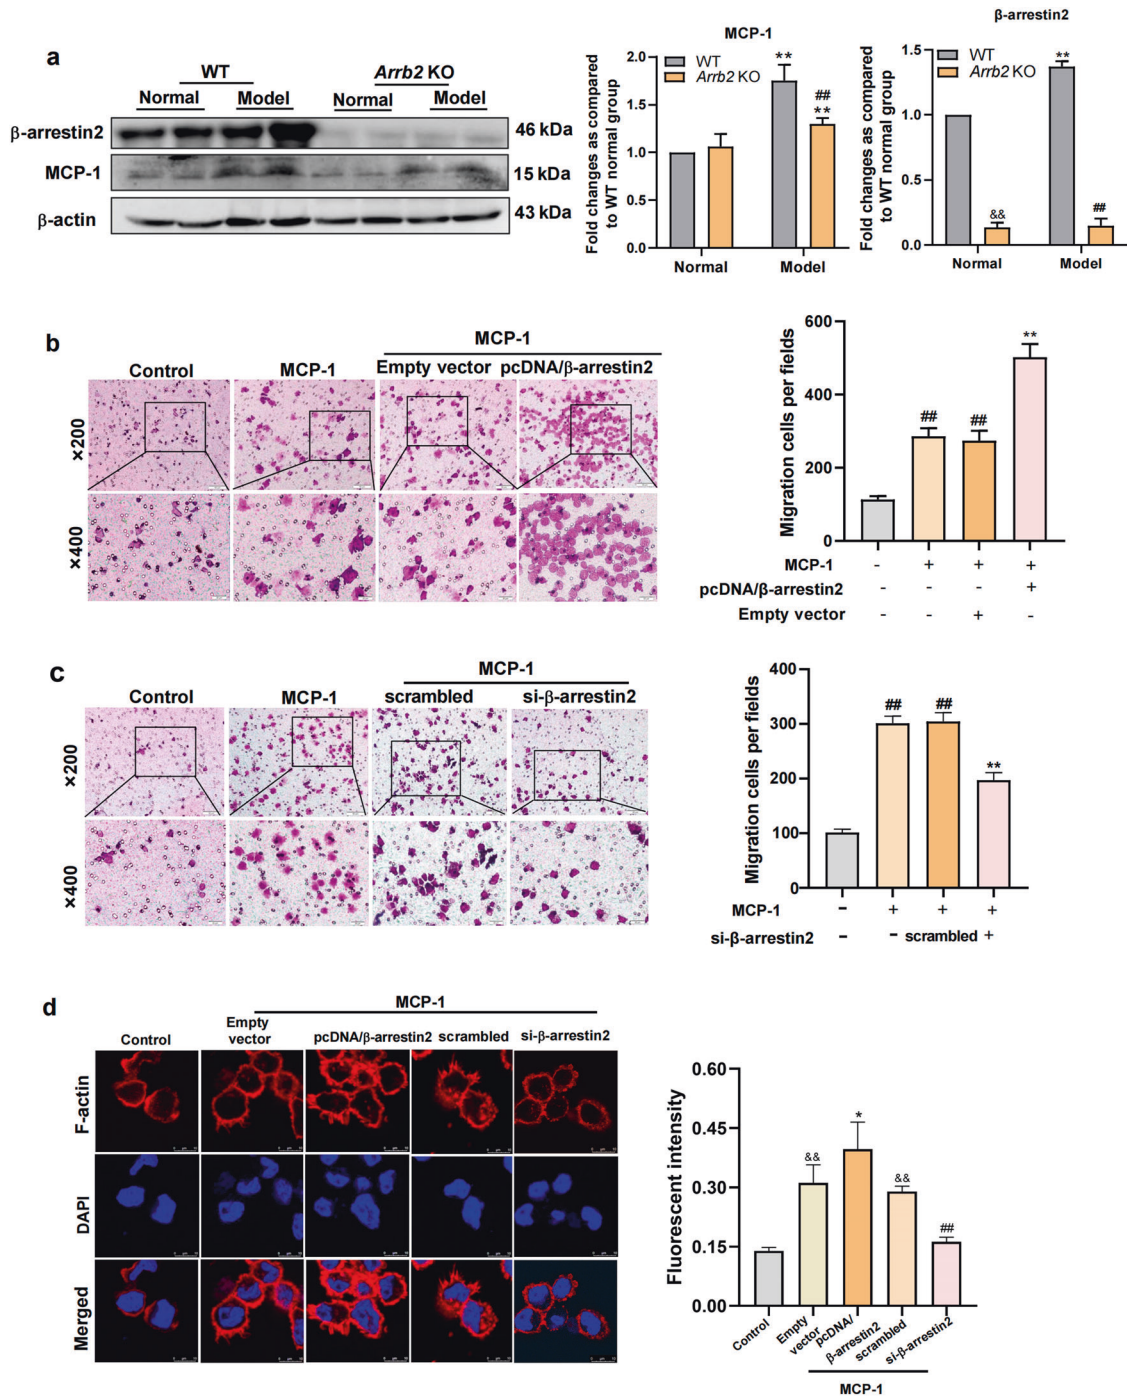 a
WT
Arrb2 KO
Normal
Model
Normal
Model
β-arrestin2
46 kDa
MCP-1
15 kDa
β-actin
43 kDa
MCP-1
WT
Arrb2 KO
Fold changes as compared
to WT normal group
2.0
1.5
1.0
0.5
0.0
**
##
**
Normal
Model
β-arrestin2
WT
Arrb2 KO
Fold changes as compared
to WT normal group
1.5
1.0
0.5
0.0
&&
**
##
Normal
Model
b
MCP-1
Control
MCP-1
Empty vector
pcDNA/β-arrestin2
×200
×400
Migration cells per fields
600
400
200
0
##
##
**
MCP-1 - + + +
pcDNA/β-arrestin2 - - - +
Empty vector - - + -
c
MCP-1
Control
MCP-1
scrambled
si-β-arrestin2
×200
×400
Migration cells per fields
400
300
200
100
0
##
##
**
MCP-1 - + + +
si-β-arrestin2 - - scrambled +
d
MCP-1
Control
Empty
vector
pcDNA/β-arrestin2
scrambled
si-β-arrestin2
F-actin
DAPI
Merged
Fluorescent intensity
0.60
0.45
0.30
0.15
0.00
&&
*
&&
##
Control
Empty
vector
pcDNA/
β-arrestin2
scrambled
si-β-arrestin2
MCP-1